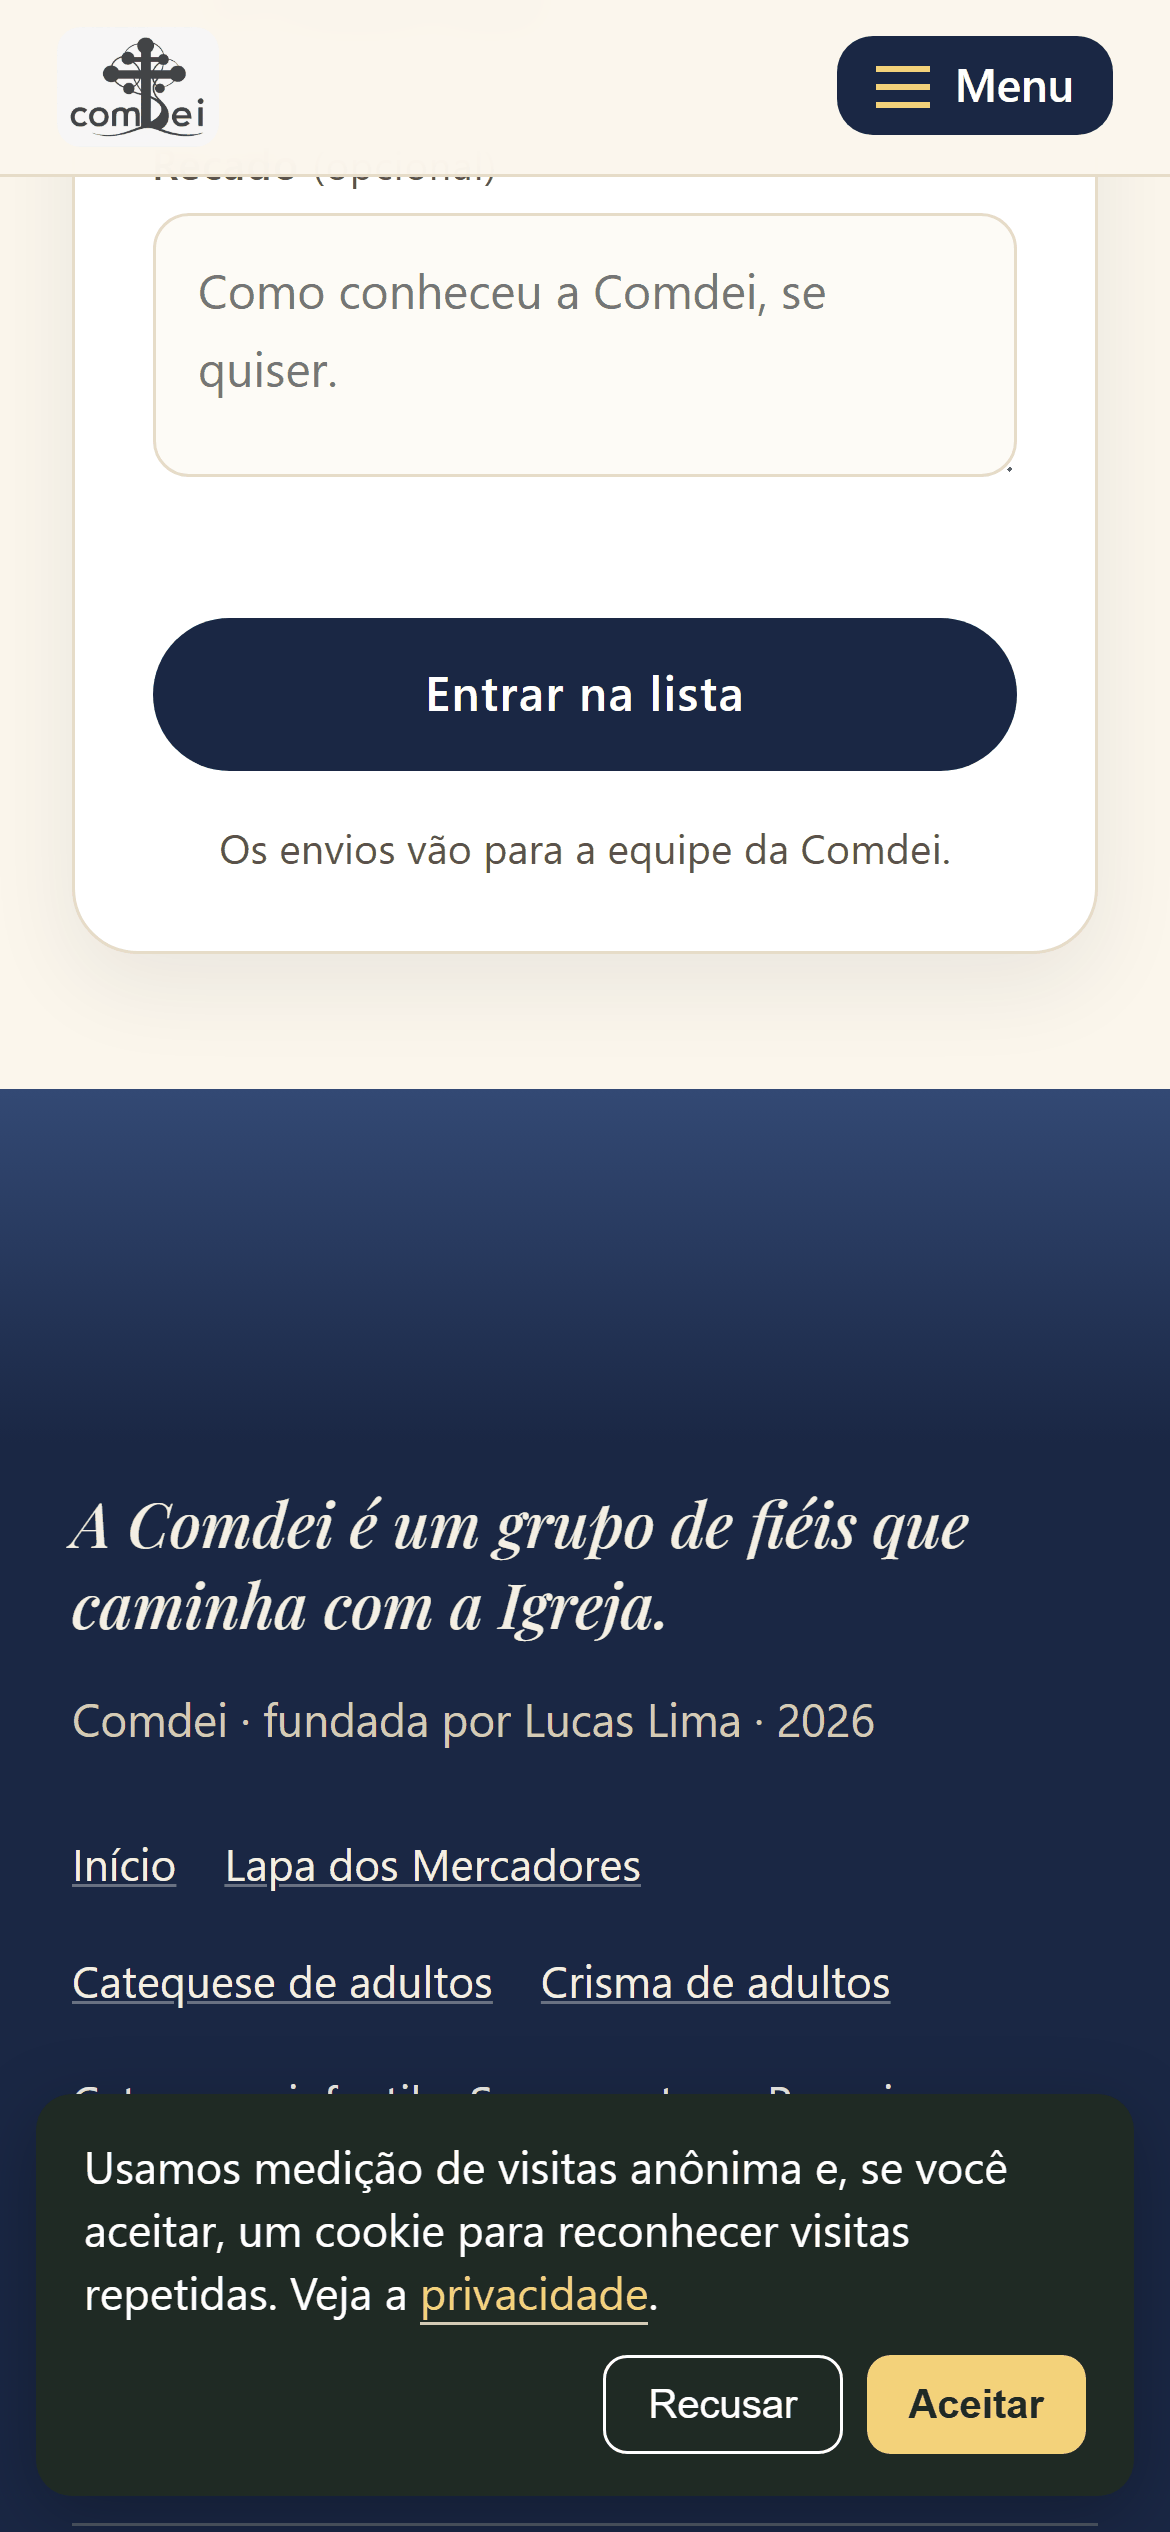 comdei
Menu
Recado (opcional)
Como conheceu a Comdei, se
quiser.
Entrar na lista
Os envios vão para a equipe da Comdei.
A Comdei é um grupo de fiéis que
caminha com a Igreja.
Comdei · fundada por Lucas Lima · 2026
Início Lapa dos Mercadores
Catequese de adultos Crisma de adultos
Usamos medição de visitas anônima e, se você
aceitar, um cookie para reconhecer visitas
repetidas. Veja a privacidade.
Recusar Aceitar